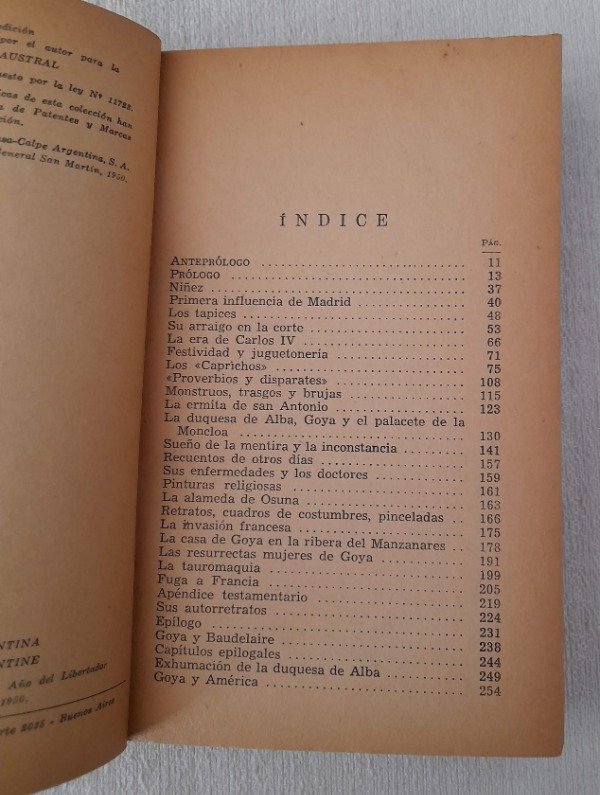 edición
por el autor para la
AUSTRAL
uesto por la ley Nº 11723.
icas de esta colección han
a de Patentes y Marcas
ción.
asa-Calpe Argentina, S. A.
General San Martín, 1950.
ÍNDICE
PÁG.
ANTEPRÓLOGO 11
PRÓLOGO 13
Niñez 37
Primera influencia de Madrid 40
Los tapices 48
Su arraigo en la corte 53
La era de Carlos IV 66
Festividad y juguetonería 71
Los «Caprichos» 75
«Proverbios y disparates» 108
Monstruos, trasgos y brujas 115
La ermita de san Antonio 123
La duquesa de Alba, Goya y el palacete de la
Moncloa 130
Sueño de la mentira y la inconstancia 141
Recuentos de otros días 157
Sus enfermedades y los doctores 159
Pinturas religiosas 161
La alameda de Osuna 163
Retratos, cuadros de costumbres, pinceladas 166
La invasión francesa 175
La casa de Goya en la ribera del Manzanares 178
Las resurrectas mujeres de Goya 191
La tauromaquia 199
Fuga a Francia 205
Apéndice testamentario 219
Sus autorretratos 224
Epílogo 231
Goya y Baudelaire 238
Capítulos epilogales 244
Exhumación de la duquesa de Alba 249
Goya y América 254
ENTINA
ENTINE
Año del Libertador
1950.
rte 2035 - Buenos Aires